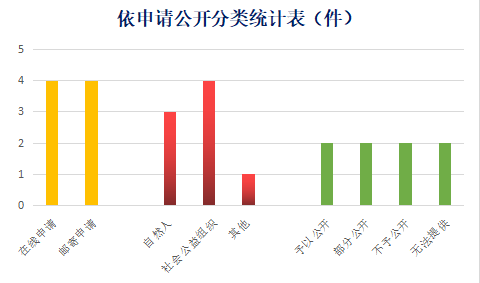 依申请公开分类统计表（件）
5
4
3
2
1
0
在线申请
邮寄申请
自然人
社会公益组织
其他
予以公开
部分公开
不予公开
无法提供